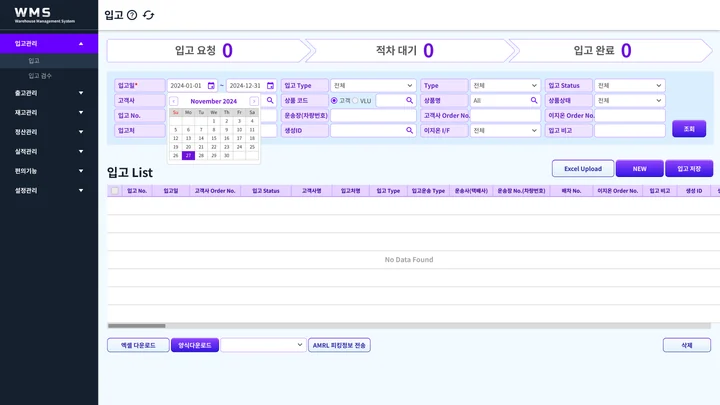 WMS
Warehouse Management System
입고관리
입고
입고 검수
출고관리
재고관리
정산관리
실적관리
편의기능
설정관리
입고
입고 요청 0
적차 대기 0
입고 완료 0
입고일* 2024-01-01 ~ 2024-12-31 입고 Type 전체 Type 전체 입고 Status 전체
고객사 상품 코드 고객 VLU 상품명 All 상품상태 전체
입고 No. 운송장(차량번호) 고객사 Order No. 이지온 Order No.
입고처 생성ID 이지온 I/F 전체 입고 비고 조회
November 2024
Su Mo Tu We Th Fr Sa
1 2 3 4
5 6 7 8 9 10 11
12 13 14 15 16 17 18
19 20 21 22 23 24 25
26 27 28 29 30
입고 List
Excel Upload NEW 입고 저장
입고 No. 입고일 고객사 Order No. 입고 Status 고객사명 입고처명 입고 Type 입고운송 Type 운송사(택배사) 운송장 No.(차량번호) 배차 No. 이지온 Order No. 입고 비고 생성 ID
No Data Found
엑셀 다운로드 양식다운로드 AMRL 피킹정보 전송 삭제